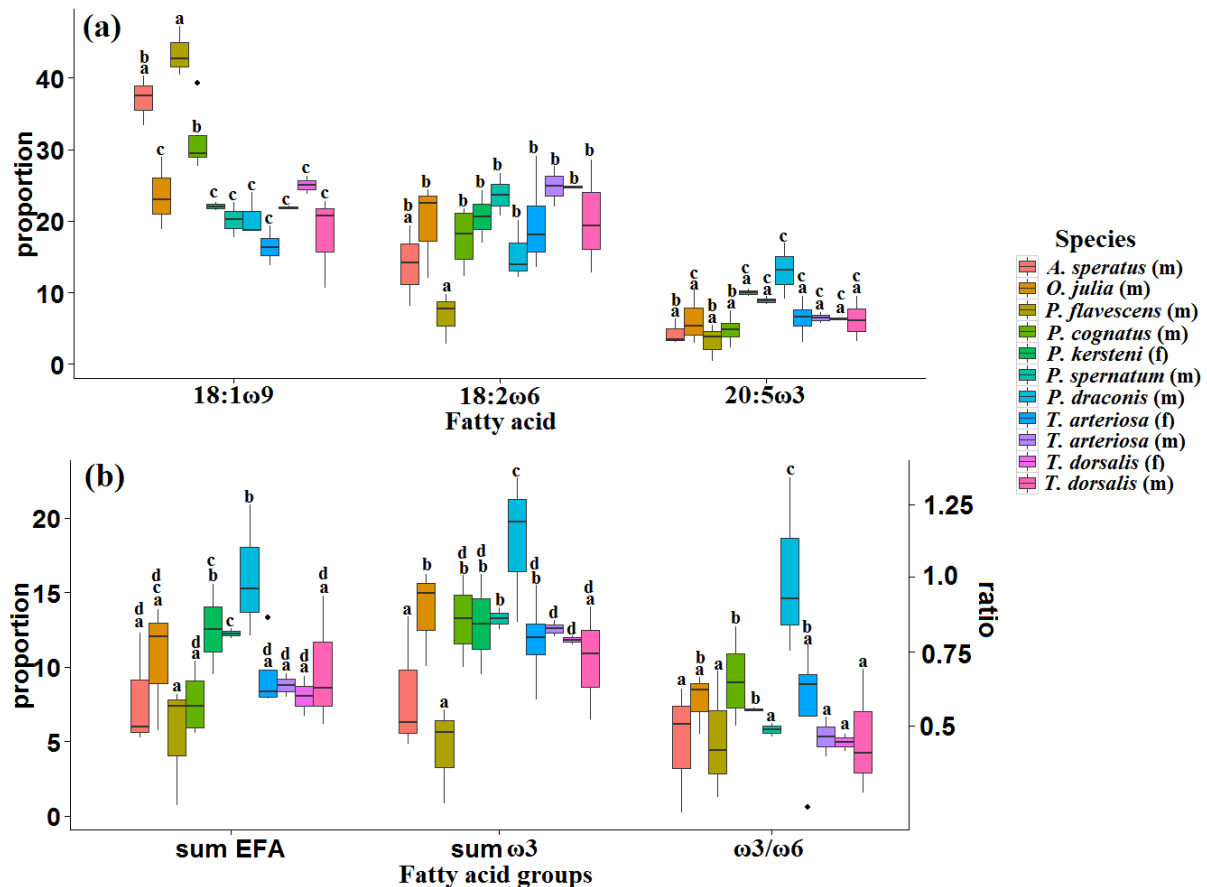 (a)
proportion
40
30
20
10
0
b a
c
a
b
c
c
c
c
c
c
c
b a
b
a
b
b
b
b
b
b
b
b
b a
c a
b a
b a
c a
c a
c
c a
c a
c a
c a
18:1ω9
18:2ω6
20:5ω3
Fatty acid
Species
A. speratus (m)
O. julia (m)
P. flavescens (m)
P. cognatus (m)
P. kersteni (f)
P. spernatum (m)
P. draconis (m)
T. arteriosa (f)
T. arteriosa (m)
T. dorsalis (f)
T. dorsalis (m)
(b)
proportion
20
15
10
5
0
d a
d c a
a
d a
c b
c
b
d a
d a
d a
d a
d a
b
a
d b
d b
d
c
d b
d
d
d a
a
b a
a
b
b
a
c
b a
a
a
a
1.25
1.0
0.75
0.5
ratio
sum EFA
sum ω3
ω3/ω6
Fatty acid groups